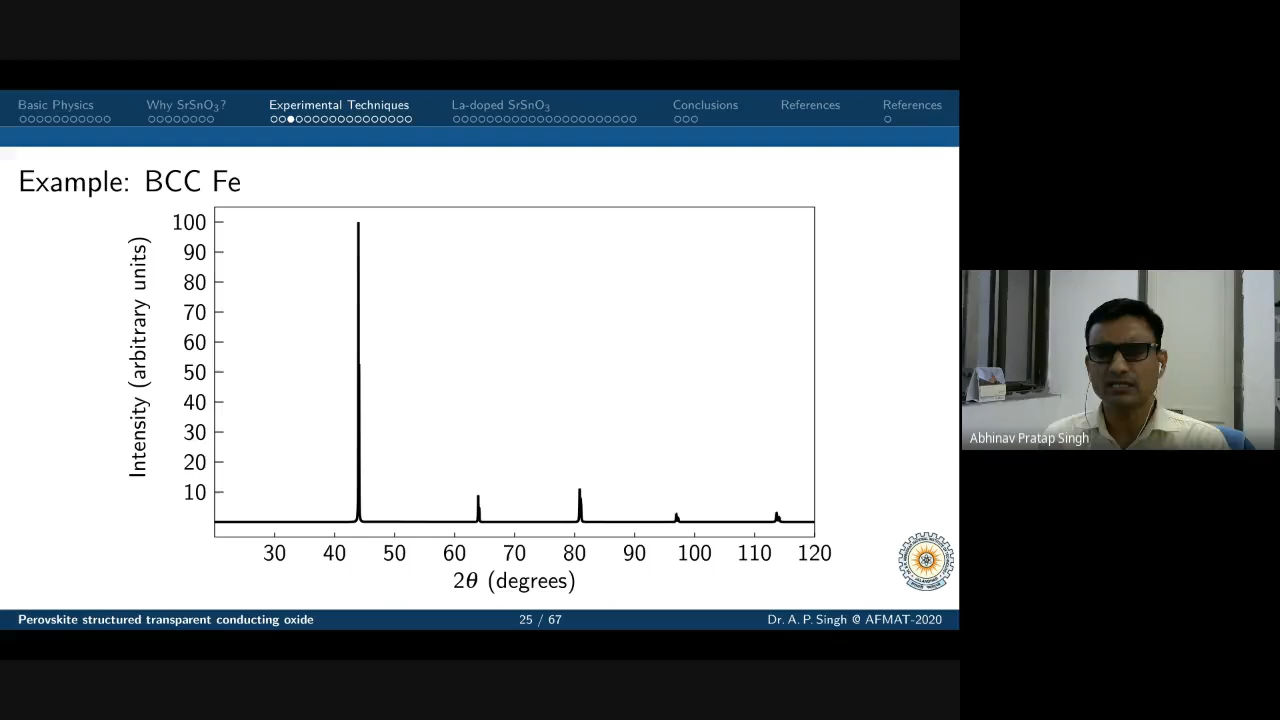 Basic Physics Why SrSnO₃? Experimental Techniques La-doped SrSnO₃ Conclusions References References
Example: BCC Fe
Intensity (arbitrary units)
100
90
80
70
60
50
40
30
20
10
30 40 50 60 70 80 90 100 110 120
2θ (degrees)
Perovskite structured transparent conducting oxide 25 / 67 Dr. A. P. Singh @ AFMAT-2020
Abhinav Pratap Singh